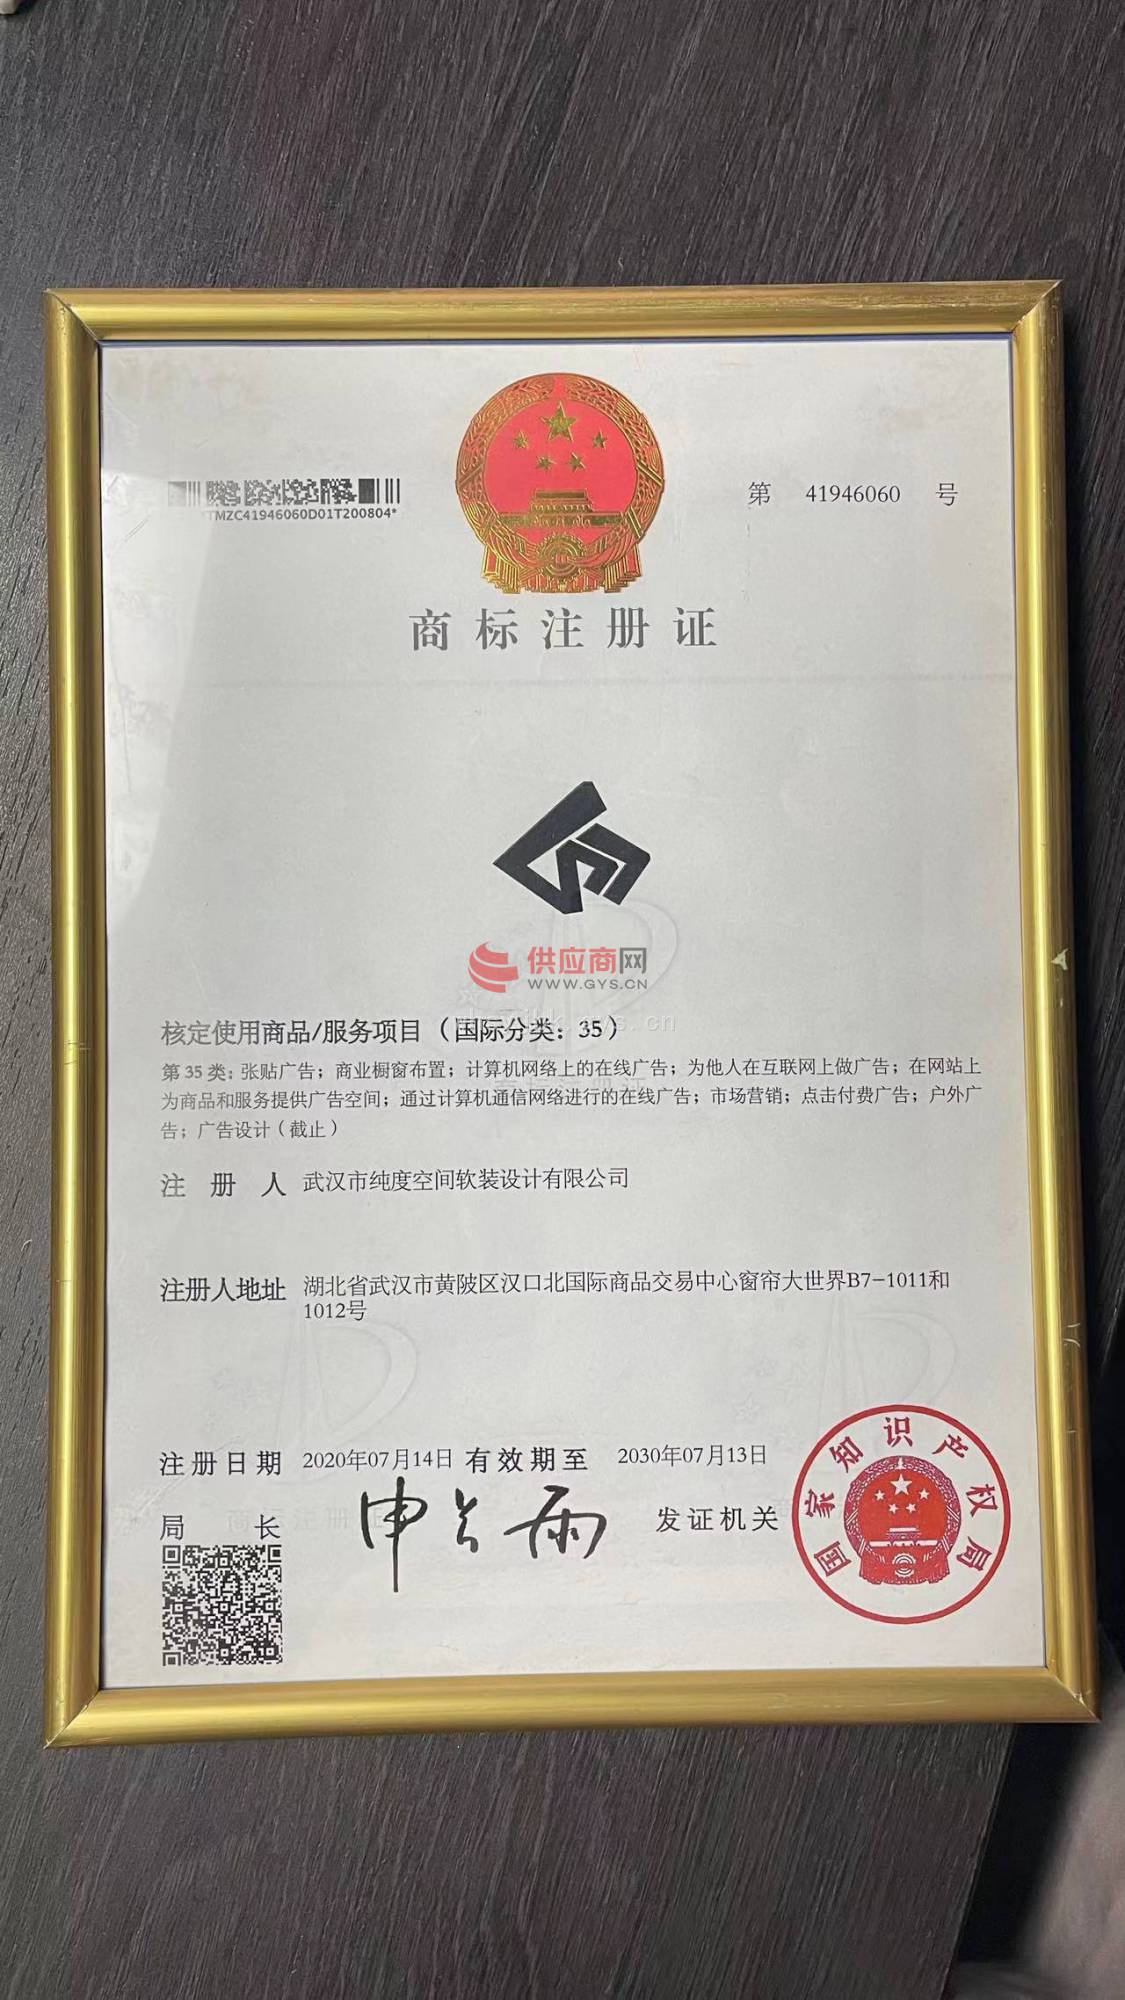 第 41946060 号
*TMZC41946060D01T200804*
商标注册证
供应商网
WWW.GYS.CN
核定使用商品/服务项目（国际分类：35）
第 35 类：张贴广告；商业橱窗布置；计算机网络上的在线广告；为他人在互联网上做广告；在网站上
为商品和服务提供广告空间；通过计算机通信网络进行的在线广告；市场营销；点击付费广告；户外广
告；广告设计（截止）
注册人 武汉市纯度空间软装设计有限公司
注册人地址 湖北省武汉市黄陂区汉口北国际商品交易中心窗帘大世界B7-1011和
1012号
注册日期 2020年07月14日 有效期至 2030年07月13日
局长 申长雨 发证机关
国家知识产权局